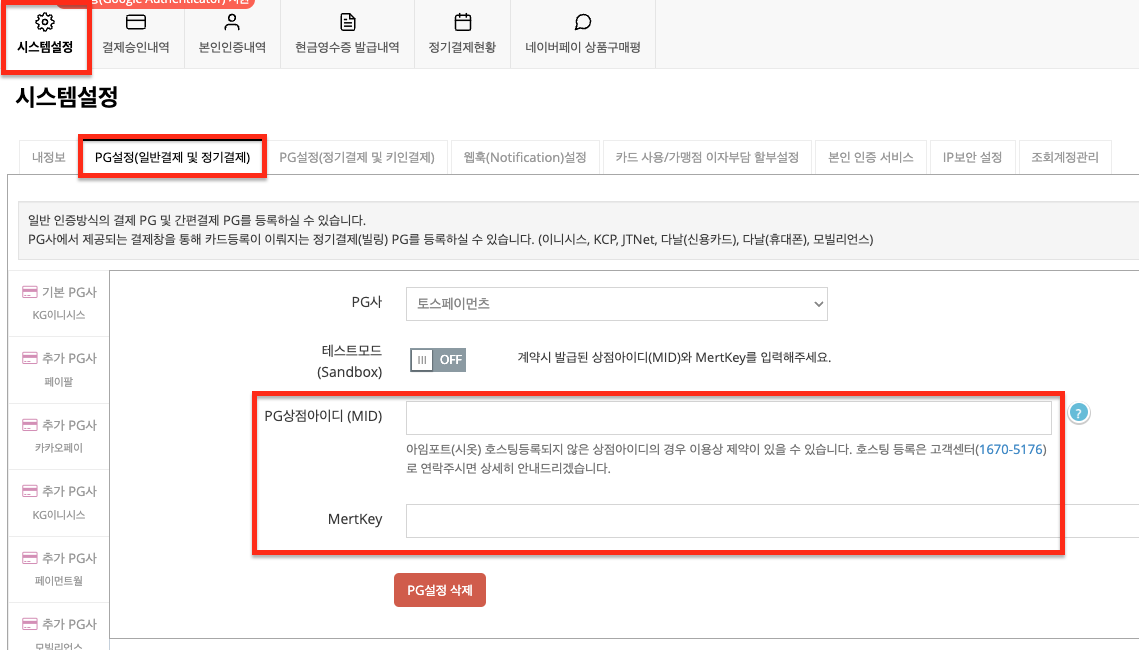 (Google Authenticator) 지원
시스템설정
결제승인내역
본인인증내역
현금영수증 발급내역
정기결제현황
네이버페이 상품구매평
시스템설정
내정보
PG설정(일반결제 및 정기결제)
PG설정(정기결제 및 키인결제)
웹훅(Notification)설정
카드 사용/가맹점 이자부담 할부설정
본인 인증 서비스
IP보안 설정
조회계정관리
일반 인증방식의 결제 PG 및 간편결제 PG를 등록하실 수 있습니다.
PG사에서 제공되는 결제창을 통해 카드등록이 이뤄지는 정기결제(빌링) PG를 등록하실 수 있습니다. (이니시스, KCP, JTNet, 다날(신용카드), 다날(휴대폰), 모빌리언스)
기본 PG사
KG이니시스
추가 PG사
페이팔
추가 PG사
카카오페이
추가 PG사
KG이니시스
추가 PG사
페이먼트월
추가 PG사
모빌리언스
PG사
토스페이먼츠
테스트모드
(Sandbox)
OFF
계약시 발급된 상점아이디(MID)와 MertKey를 입력해주세요.
PG상점아이디 (MID)
?
아임포트(시옷) 호스팅등록되지 않은 상점아이디의 경우 이용상 제약이 있을 수 있습니다. 호스팅 등록은 고객센터(1670-5176)
로 연락주시면 상세히 안내드리겠습니다.
MertKey
PG설정 삭제